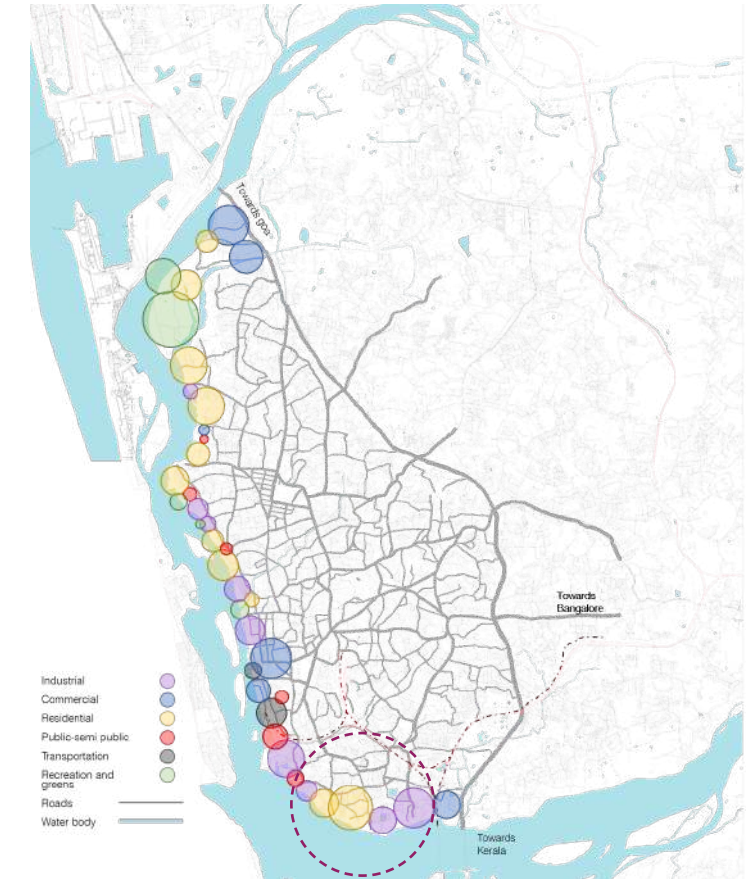 Towards goa
Towards
Bangalore
Industrial
Commercial
Residential
Public-semi public
Transportation
Recreation and
greens
Roads
Water body
Towards
Kerala